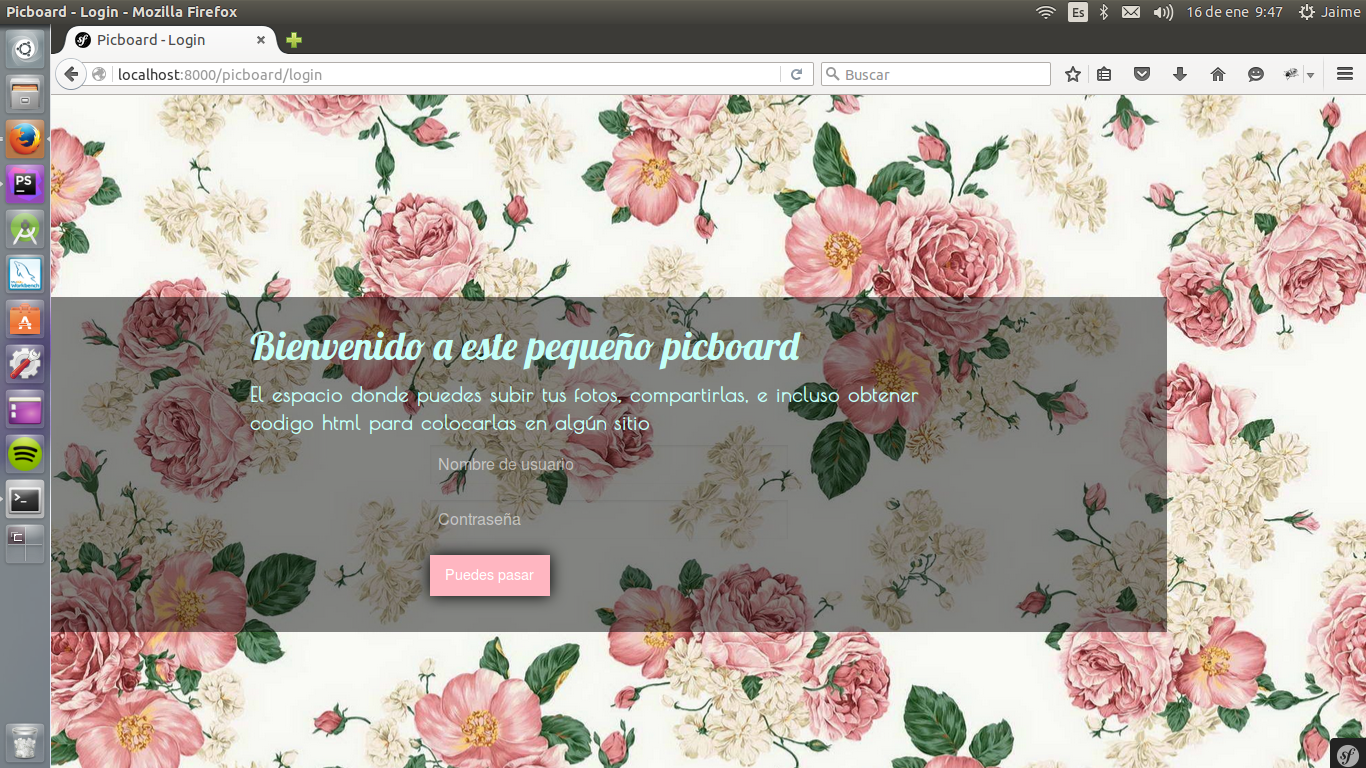 Picboard - Login - Mozilla Firefox
Es
16 de ene 9:47
Jaime
Picboard - Login
localhost:8000/picboard/login
Buscar
PS
Bienvenido a este pequeño picboard
El espacio donde puedes subir tus fotos, compartirlas, e incluso obtener
codigo html para colocarlas en algún sitio
Nombre de usuario
Contraseña
Puedes pasar
sf